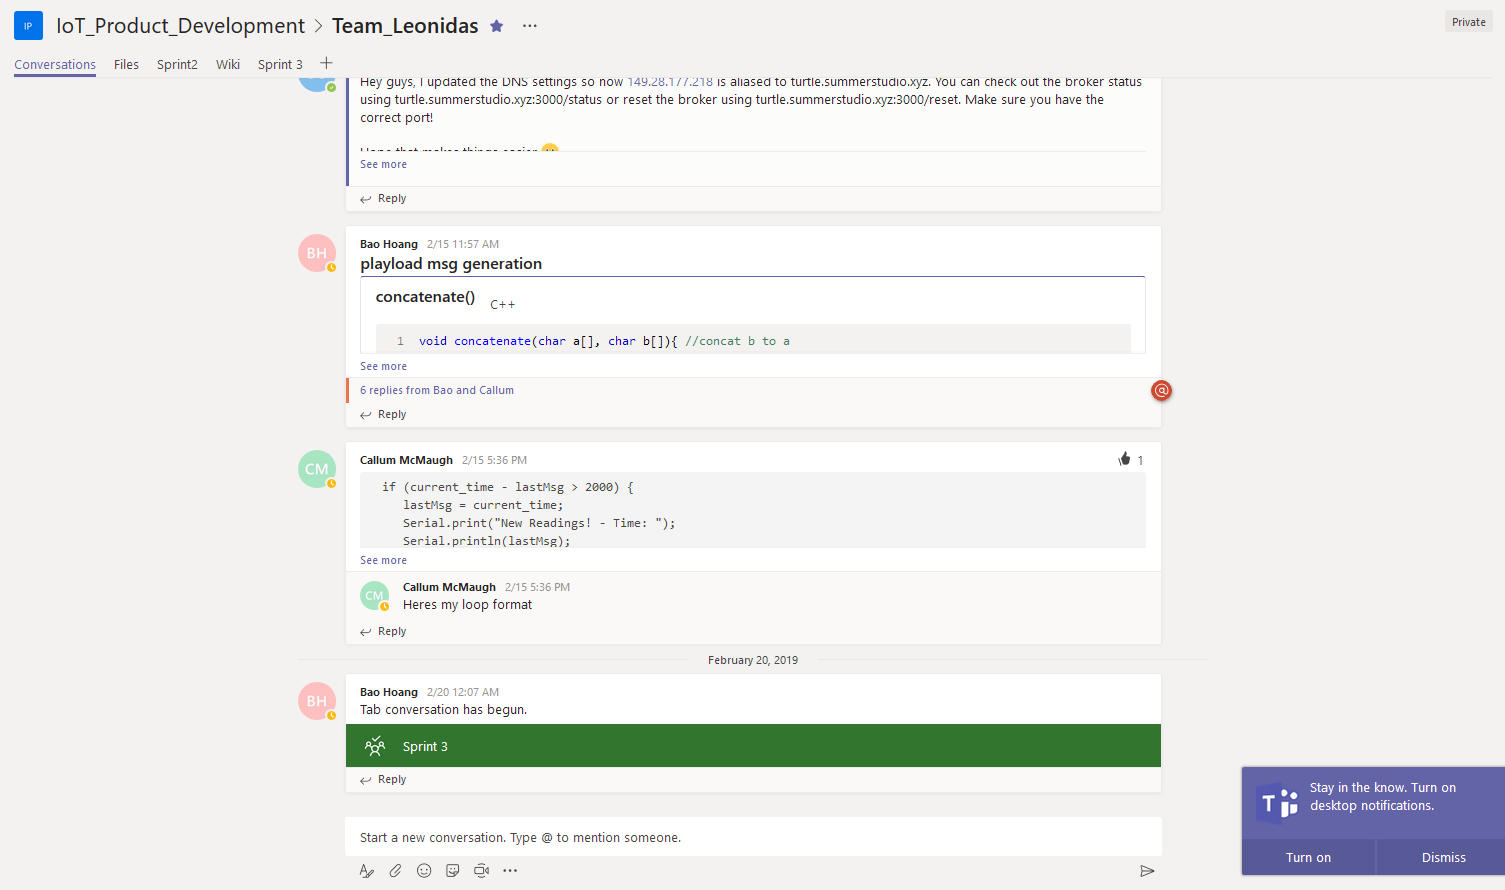 IP IoT_Product_Development > Team_Leonidas ...
Private
Conversations Files Sprint2 Wiki Sprint 3 +
Hey guys, I updated the DNS settings so now 149.28.177.218 is aliased to turtle.summerstudio.xyz. You can check out the broker status
using turtle.summerstudio.xyz:3000/status or reset the broker using turtle.summerstudio.xyz:3000/reset. Make sure you have the
correct port!
Hope that makes things easier
See more
Reply
BH
Bao Hoang 2/15 11:57 AM
playload msg generation
concatenate() C++
1 void concatenate(char a[], char b[]){ //concat b to a
See more
6 replies from Bao and Callum
@
Reply
CM
Callum McMaugh 2/15 5:36 PM
1
if (current_time - lastMsg > 2000) {
lastMsg = current_time;
Serial.print("New Readings! - Time: ");
Serial.println(lastMsg);
See more
CM
Callum McMaugh 2/15 5:36 PM
Heres my loop format
Reply
February 20, 2019
BH
Bao Hoang 2/20 12:07 AM
Tab conversation has begun.
Sprint 3
Reply
Start a new conversation. Type @ to mention someone.
T
Stay in the know. Turn on
desktop notifications.
Turn on Dismiss